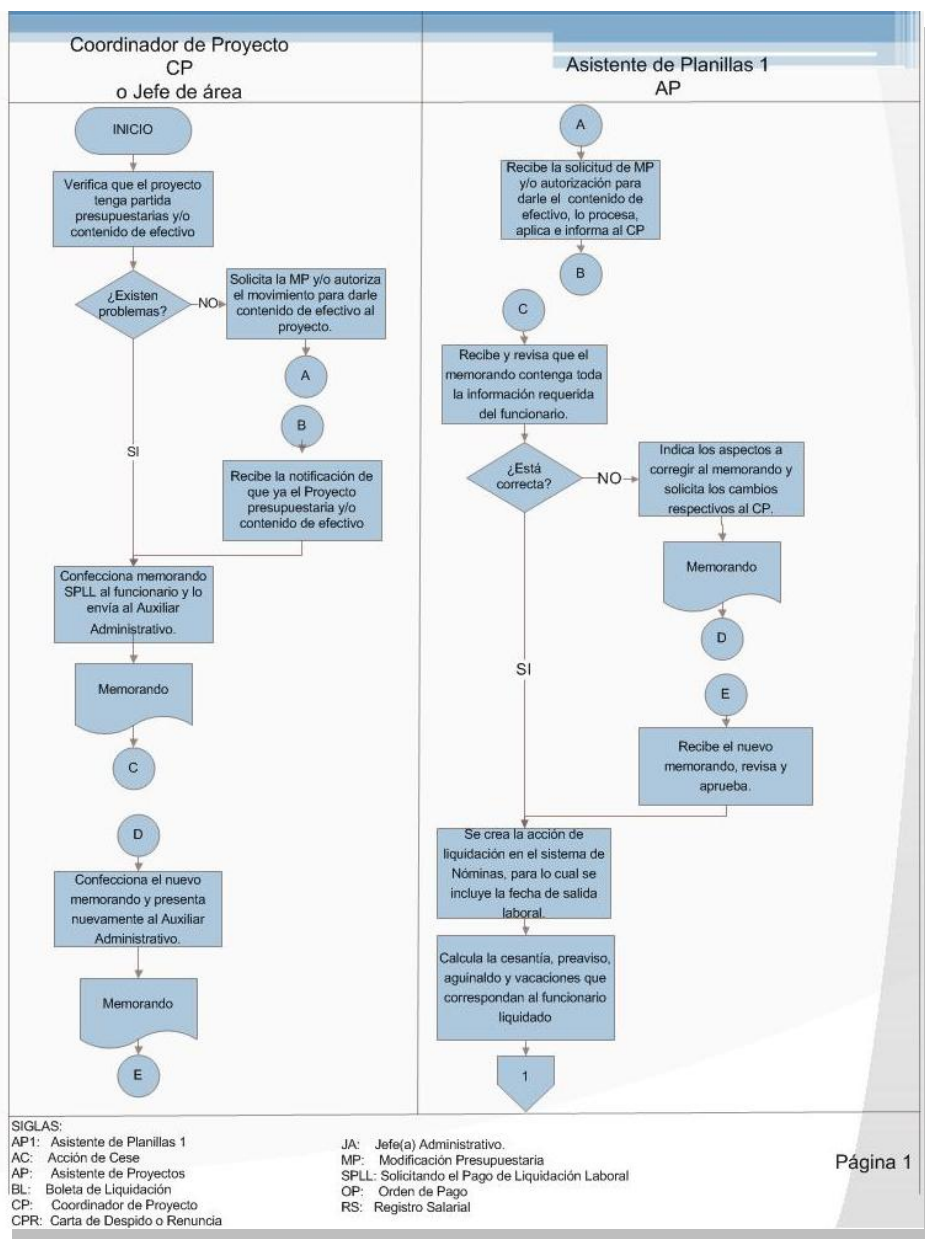 Coordinador de Proyecto
CP
o Jefe de área
Asistente de Planillas 1
AP
INICIO
Verifica que el proyecto
tenga partida
presupuestarias y/o
contenido de efectivo
¿Existen
problemas?
NO
Solicita la MP y/o autoriza
el movimiento para darle
contenido de efectivo al
proyecto.
A
B
SI
Recibe la notificación de
que ya el Proyecto
presupuestaria y/o
contenido de efectivo
Confecciona memorando
SPLL al funcionario y lo
envía al Auxiliar
Administrativo.
Memorando
C
D
Confecciona el nuevo
memorando y presenta
nuevamente al Auxiliar
Administrativo.
Memorando
E
A
Recibe la solicitud de MP
y/o autorización para
darle el contenido de
efectivo, lo procesa,
aplica e informa al CP
B
C
Recibe y revisa que el
memorando contenga toda
la información requerida
del funcionario.
¿Está
correcta?
NO
Indica los aspectos a
corregir al memorando y
solicita los cambios
respectivos al CP.
Memorando
D
SI
E
Recibe el nuevo
memorando, revisa y
aprueba.
Se crea la acción de
liquidación en el sistema de
Nóminas, para lo cual se
incluye la fecha de salida
laboral.
Calcula la cesantía, preaviso,
aguinaldo y vacaciones que
correspondan al funcionario
liquidado
1
SIGLAS:
AP1: Asistente de Planillas 1
AC: Acción de Cese
AP: Asistente de Proyectos
BL: Boleta de Liquidación
CP: Coordinador de Proyecto
CPR: Carta de Despido o Renuncia
JA: Jefe(a) Administrativo.
MP: Modificación Presupuestaria
SPLL: Solicitando el Pago de Liquidación Laboral
OP: Orden de Pago
RS: Registro Salarial
Página 1